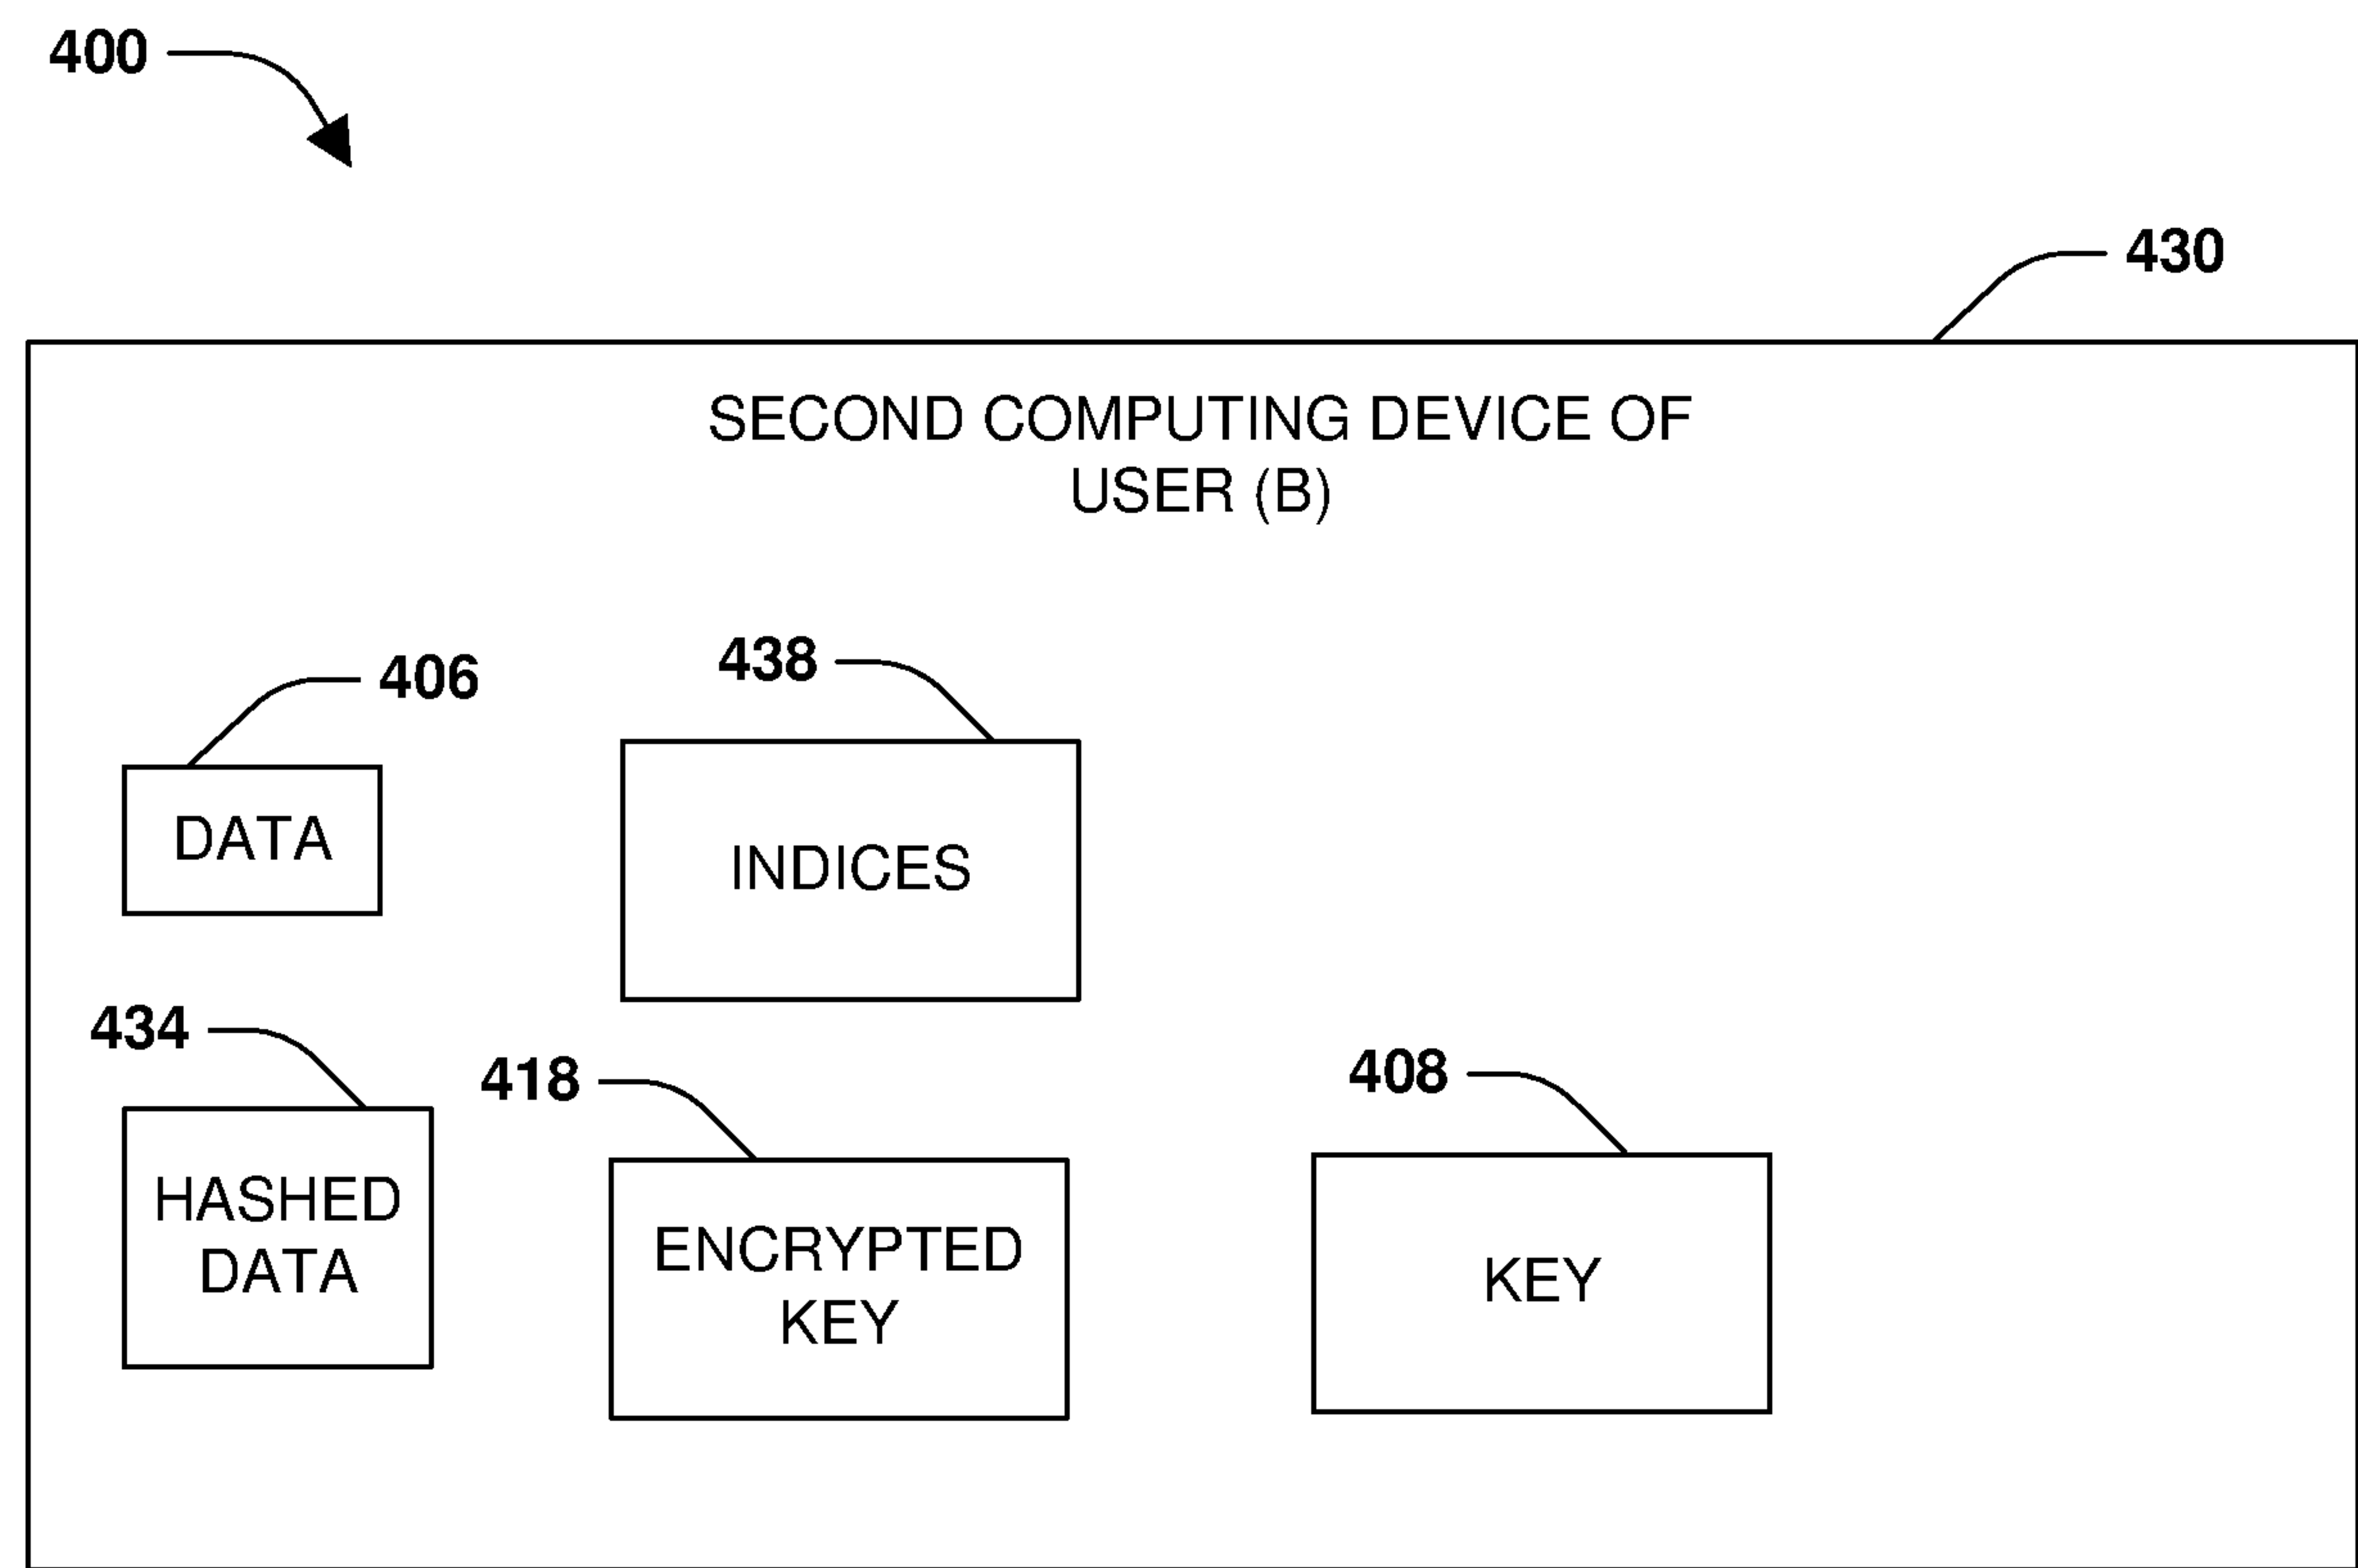 400
430
SECOND COMPUTING DEVICE OF
USER (B)
406
438
DATA
INDICES
434
418
408
HASHED
DATA
ENCRYPTED
KEY
KEY